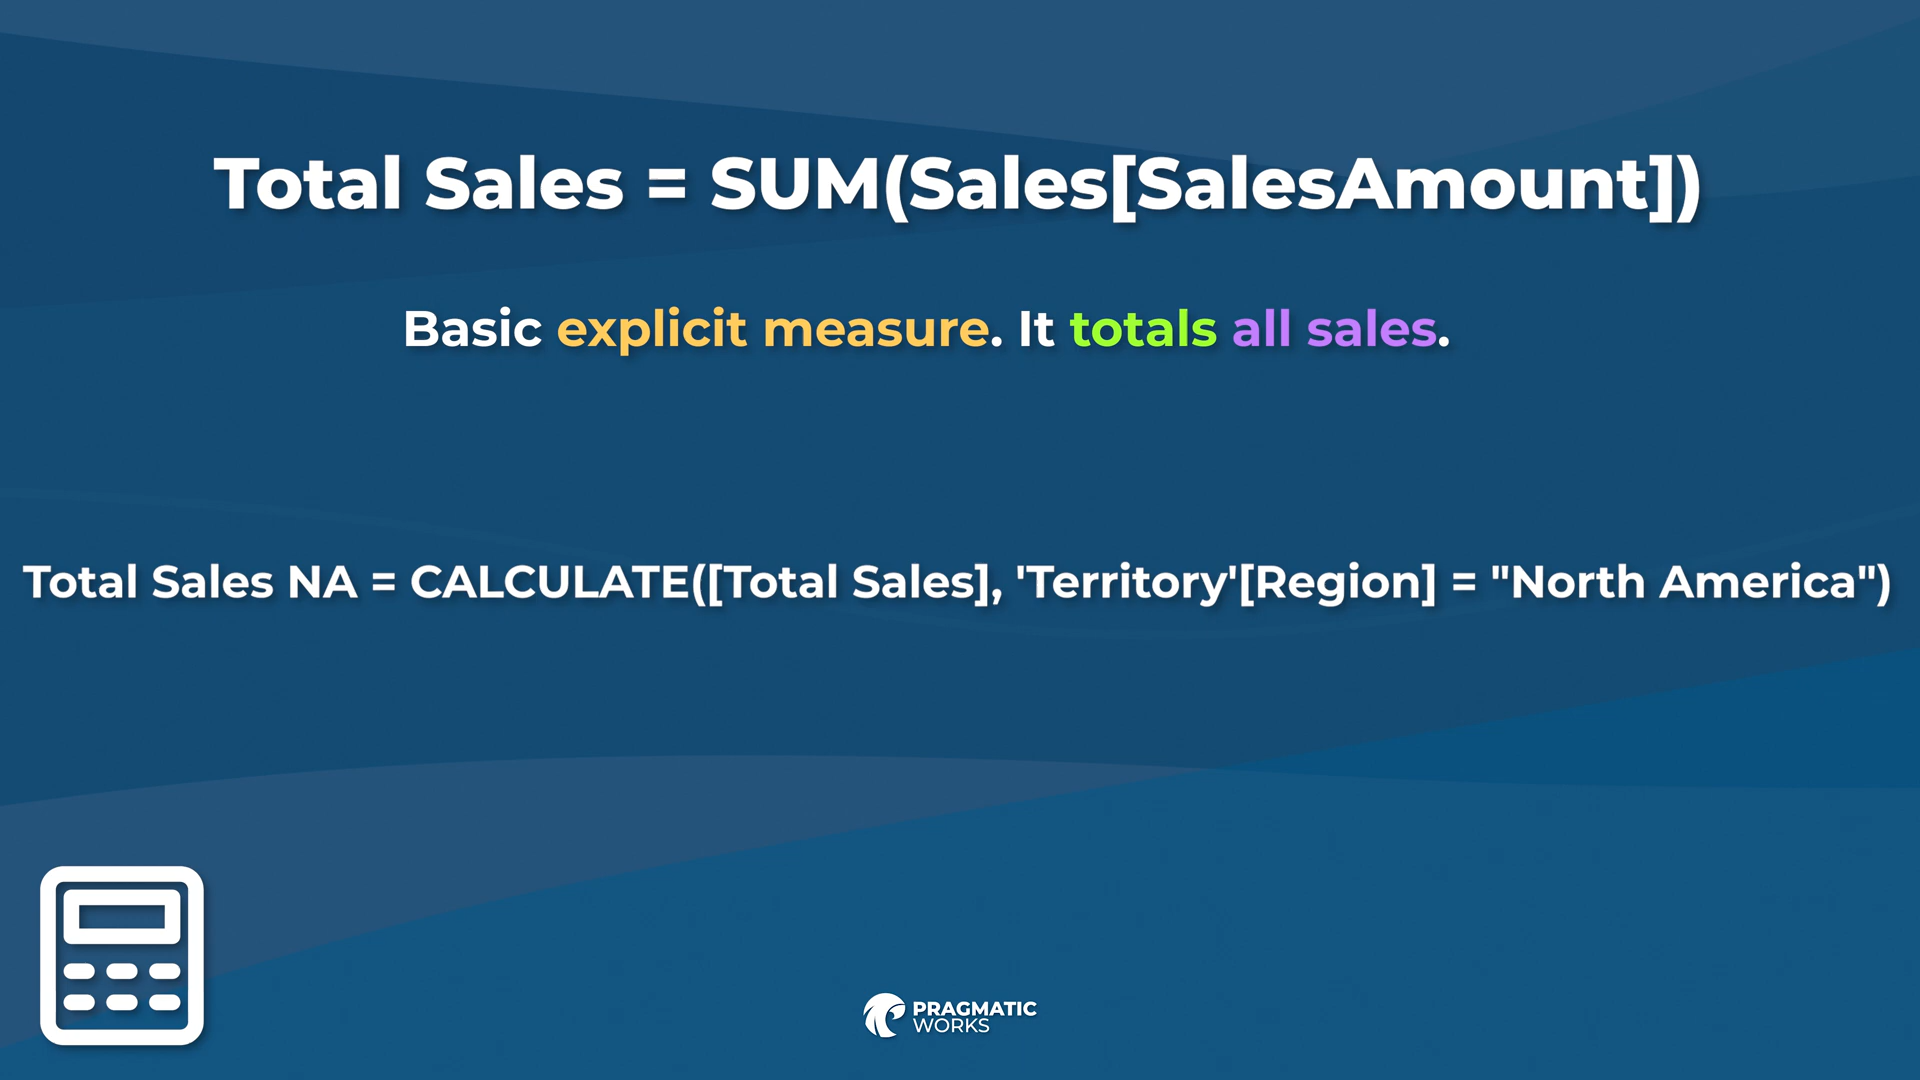 Total Sales = SUM(Sales[SalesAmount])
Basic explicit measure. It totals all sales.
Total Sales NA = CALCULATE([Total Sales], 'Territory'[Region] = "North America")
PRAGMATIC
WORKS